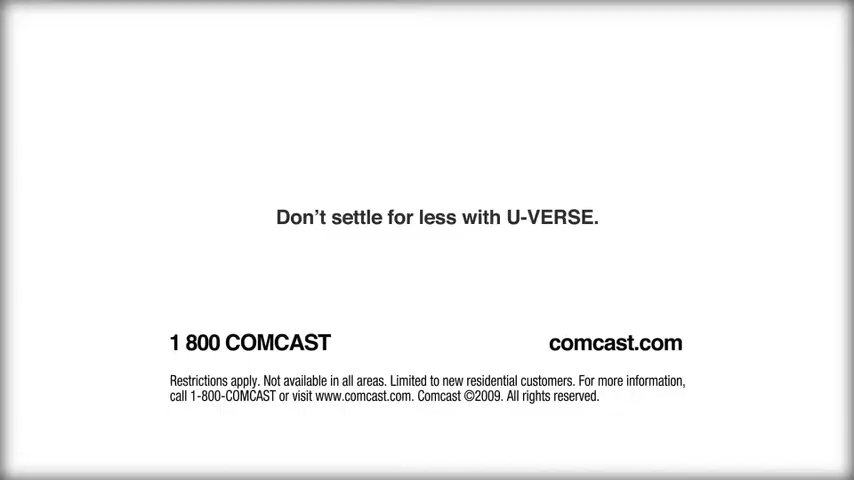 Don’t settle for less with U-VERSE.
1 800 COMCAST
comcast.com
Restrictions apply. Not available in all areas. Limited to new residential customers. For more information,
call 1-800-COMCAST or visit www.comcast.com. Comcast ©2009. All rights reserved.